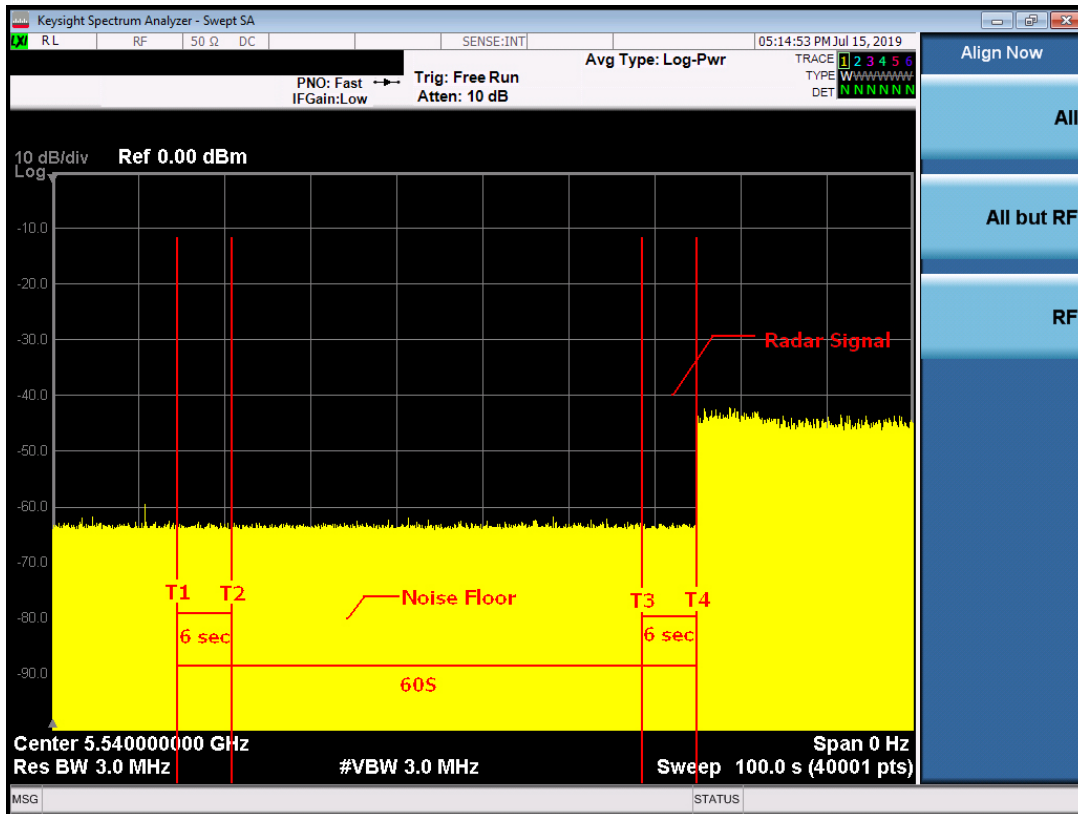 Keysight Spectrum Analyzer - Swept SA
LXI RL RF 50 Ω DC SENSE:INT 05:14:53 PM Jul 15, 2019
Avg Type: Log-Pwr
TRACE 1 2 3 4 5 6
PNO: Fast Trig: Free Run
TYPE WWWWWW
IFGain:Low Atten: 10 dB
DET N N N N N N
Align Now
All
All but RF
RF
10 dB/div Ref 0.00 dBm
Log
-10.0
-20.0
-30.0
Radar Signal
-40.0
-50.0
-60.0
-70.0
T1 T2 Noise Floor T3 T4
-80.0
6 sec 6 sec
-90.0
60S
Center 5.540000000 GHz Span 0 Hz
Res BW 3.0 MHz #VBW 3.0 MHz Sweep 100.0 s (40001 pts)
MSG STATUS